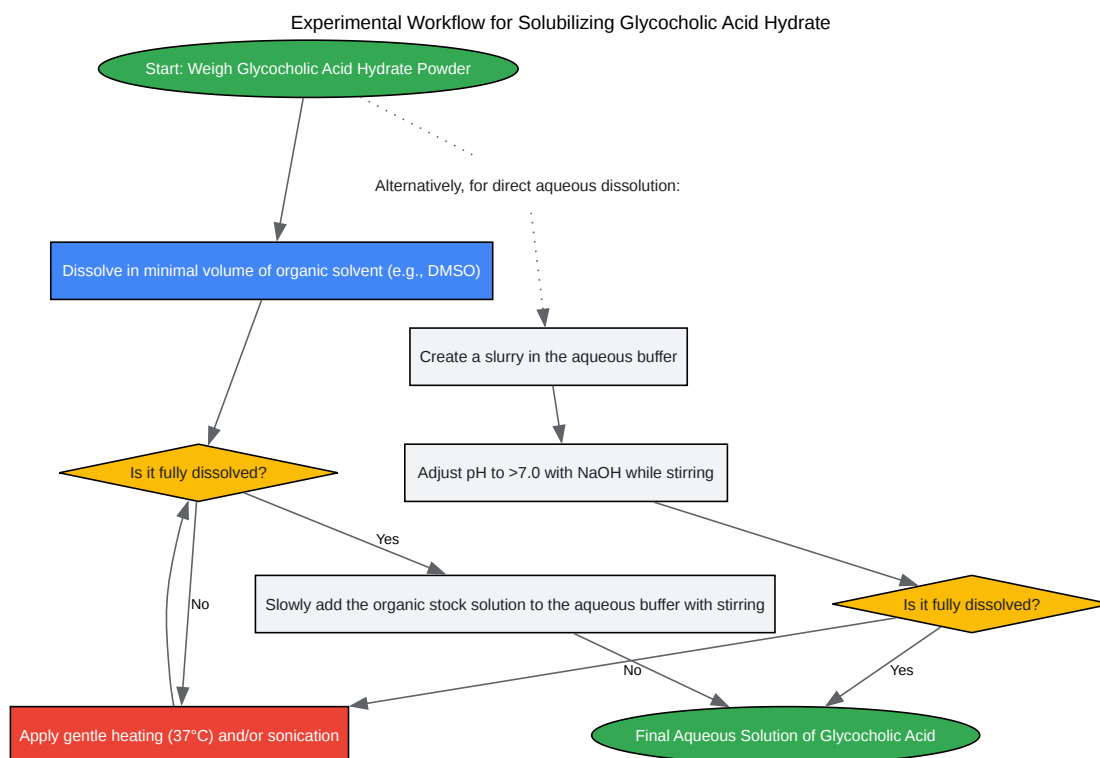 Experimental Workflow for Solubilizing Glycocholic Acid Hydrate
Start: Weigh Glycocholic Acid Hydrate Powder
Alternatively, for direct aqueous dissolution:
Dissolve in minimal volume of organic solvent (e.g., DMSO)
Create a slurry in the aqueous buffer
Is it fully dissolved?
Adjust pH to >7.0 with NaOH while stirring
Yes
No
Slowly add the organic stock solution to the aqueous buffer with stirring
Is it fully dissolved?
No
Yes
Apply gentle heating (37°C) and/or sonication
Final Aqueous Solution of Glycocholic Acid